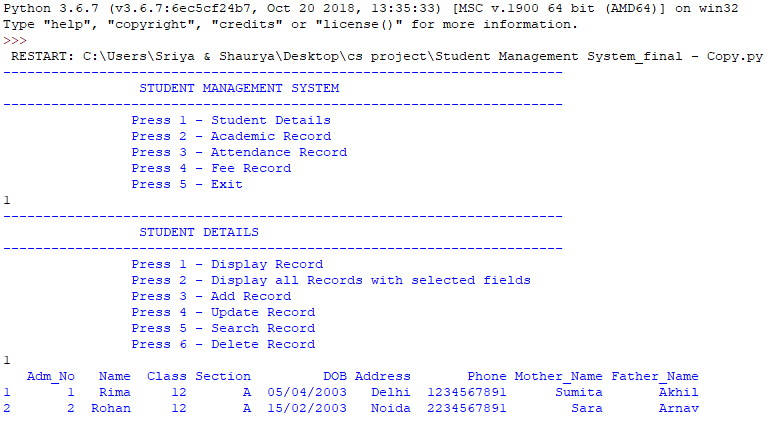 Python 3.6.7 (v3.6.7:6ec5cf24b7, Oct 20 2018, 13:35:33) [MSC v.1900 64 bit (AMD64)] on win32
Type "help", "copyright", "credits" or "license()" for more information.
>>>
RESTART: C:\Users\Sriya & Shaurya\Desktop\cs project\Student Management System_final - Copy.py
----------------------------------------------------------------------
STUDENT MANAGEMENT SYSTEM
----------------------------------------------------------------------
Press 1 - Student Details
Press 2 - Academic Record
Press 3 - Attendance Record
Press 4 - Fee Record
Press 5 - Exit
1
----------------------------------------------------------------------
STUDENT DETAILS
----------------------------------------------------------------------
Press 1 - Display Record
Press 2 - Display all Records with selected fields
Press 3 - Add Record
Press 4 - Update Record
Press 5 - Search Record
Press 6 - Delete Record
1
Adm_No Name Class Section DOB Address Phone Mother_Name Father_Name
1 1 Rima 12 A 05/04/2003 Delhi 1234567891 Sumita Akhil
2 2 Rohan 12 A 15/02/2003 Noida 2234567891 Sara Arnav